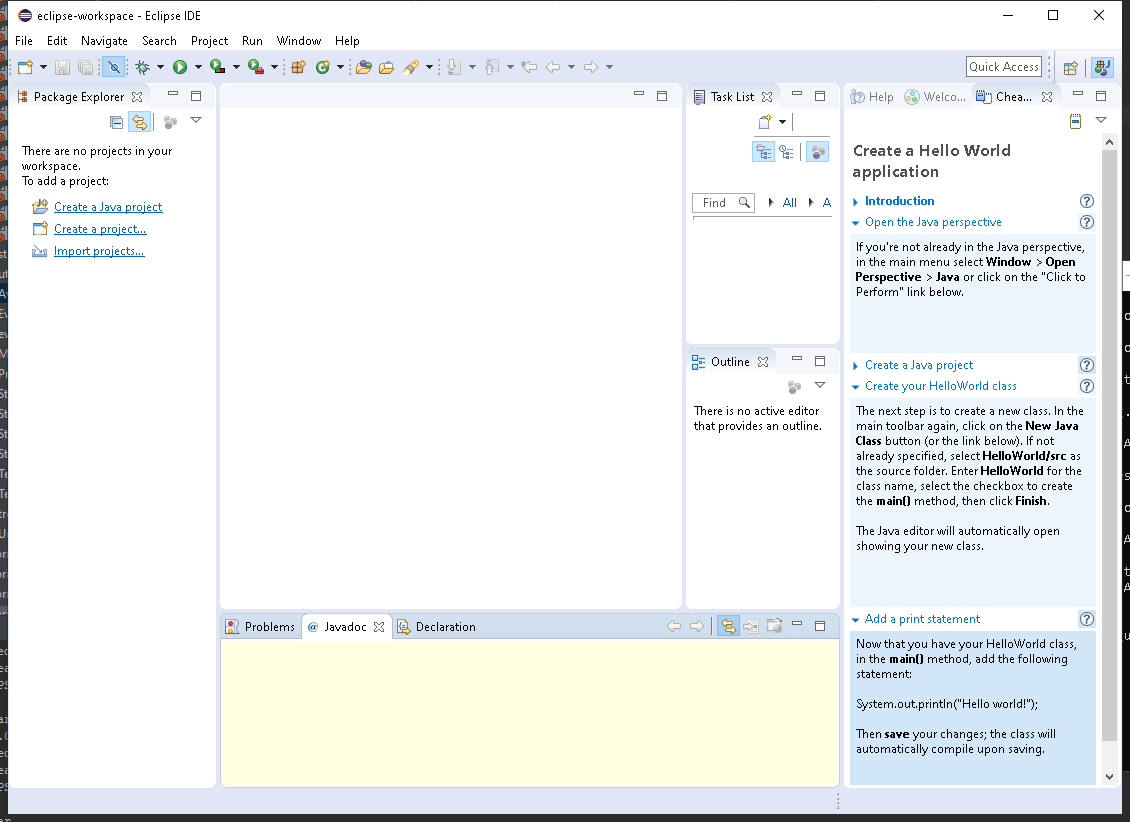 eclipse-workspace - Eclipse IDE
File Edit Navigate Search Project Run Window Help
Quick Access
Package Explorer
There are no projects in your
workspace.
To add a project:
Create a Java project
Create a project...
Import projects...
Task List
Find
All
A
Outline
There is no active editor
that provides an outline.
Problems
@ Javadoc
Declaration
Help
Welco...
Chea...
Create a Hello World
application
Introduction
Open the Java perspective
If you're not already in the Java perspective,
in the main menu select Window > Open
Perspective > Java or click on the "Click to
Perform" link below.
Create a Java project
Create your HelloWorld class
The next step is to create a new class. In the
main toolbar again, click on the New Java
Class button (or the link below). If not
already specified, select HelloWorld/src as
the source folder. Enter HelloWorld for the
class name, select the checkbox to create
the main() method, then click Finish.
The Java editor will automatically open
showing your new class.
Add a print statement
Now that you have your HelloWorld class,
in the main() method, add the following
statement:
System.out.println("Hello world!");
Then save your changes; the class will
automatically compile upon saving.